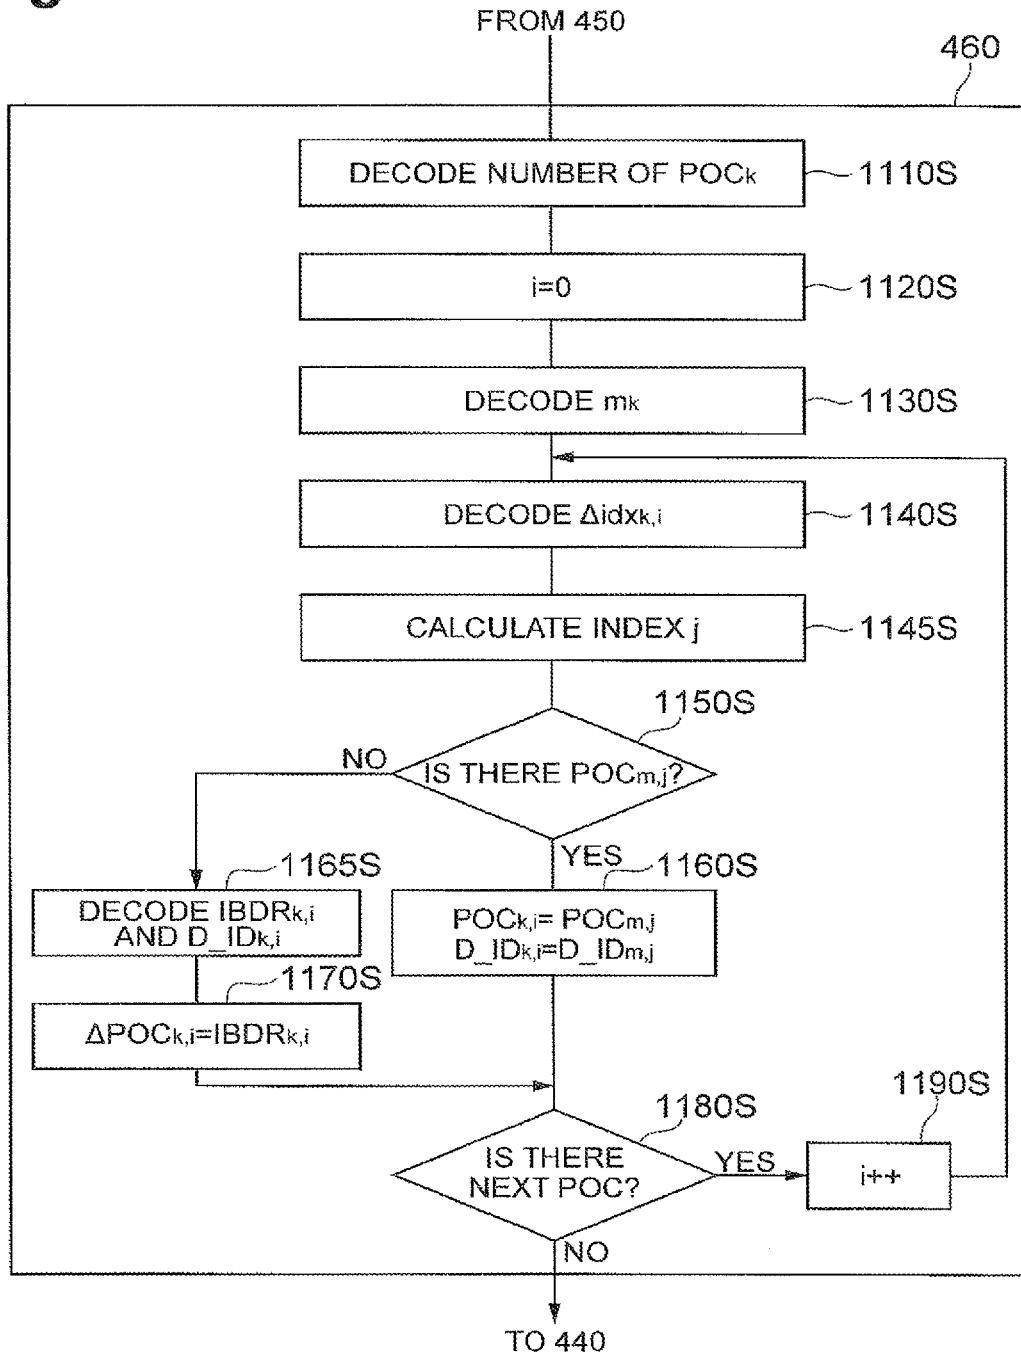 FROM 450
460
DECODE NUMBER OF POCk
1110S
i=0
1120S
DECODE mk
1130S
DECODE Δidxk,i
1140S
CALCULATE INDEX j
1145S
1150S
IS THERE POCm,j?
NO
YES
1165S
DECODE IBDRk,i
AND D_IDk,i
1160S
POCk,i= POCm,j
D_IDk,i=D_IDm,j
1170S
ΔPOCk,i=IBDRk,i
1180S
IS THERE
NEXT POC?
YES
1190S
i++
NO
TO 440